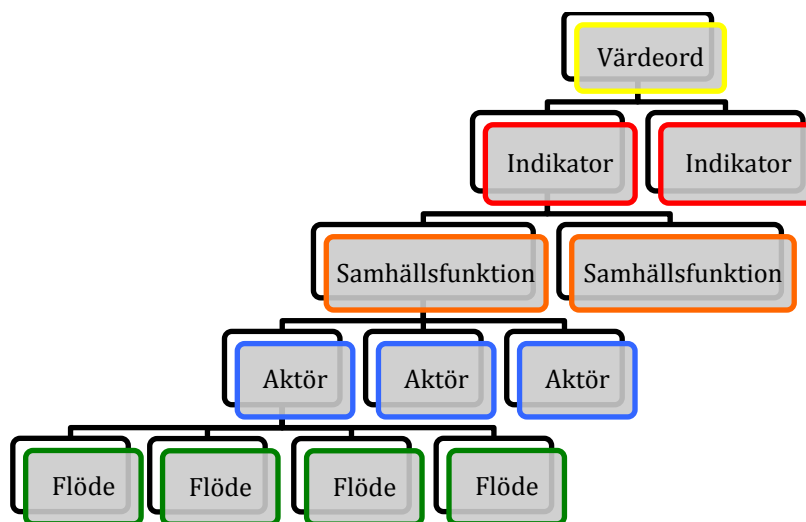 Värdeord
Indikator
Indikator
Samhällsfunktion
Samhällsfunktion
Aktör
Aktör
Aktör
Flöde
Flöde
Flöde
Flöde